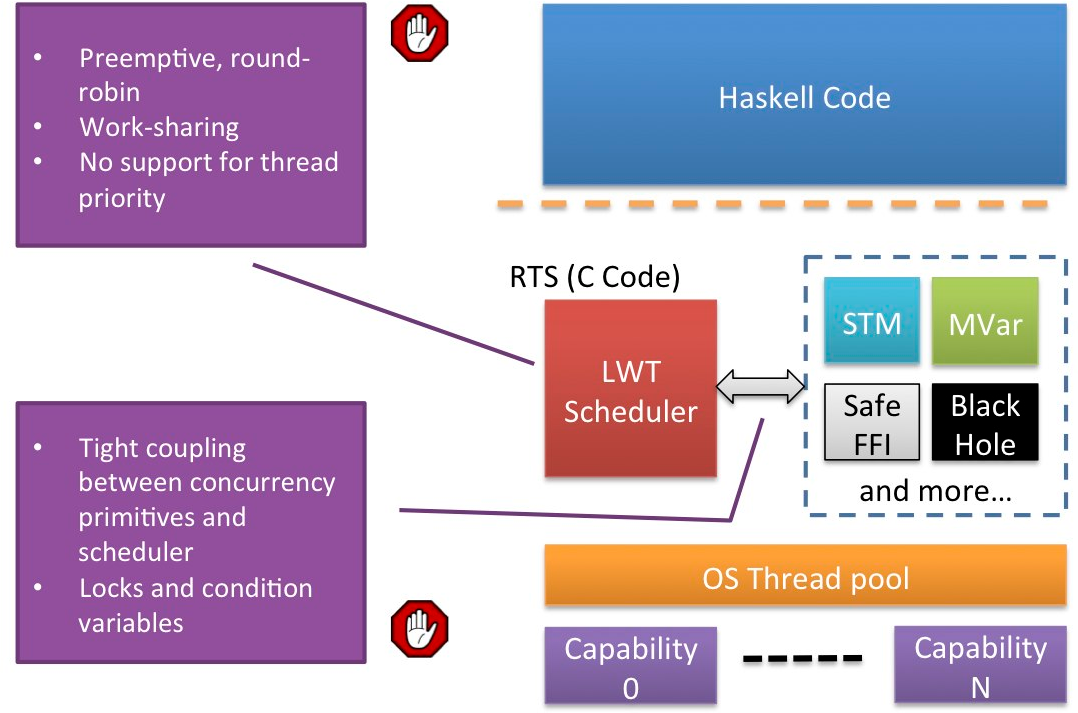 • Preemptive, round-
robin
• Work-sharing
• No support for thread
priority
Haskell Code
RTS (C Code)
LWT
Scheduler
STM
MVar
Safe
FFI
Black
Hole
and more...
• Tight coupling
between concurrency
primitives and
scheduler
• Locks and condition
variables
OS Thread pool
Capability
0
Capability
N